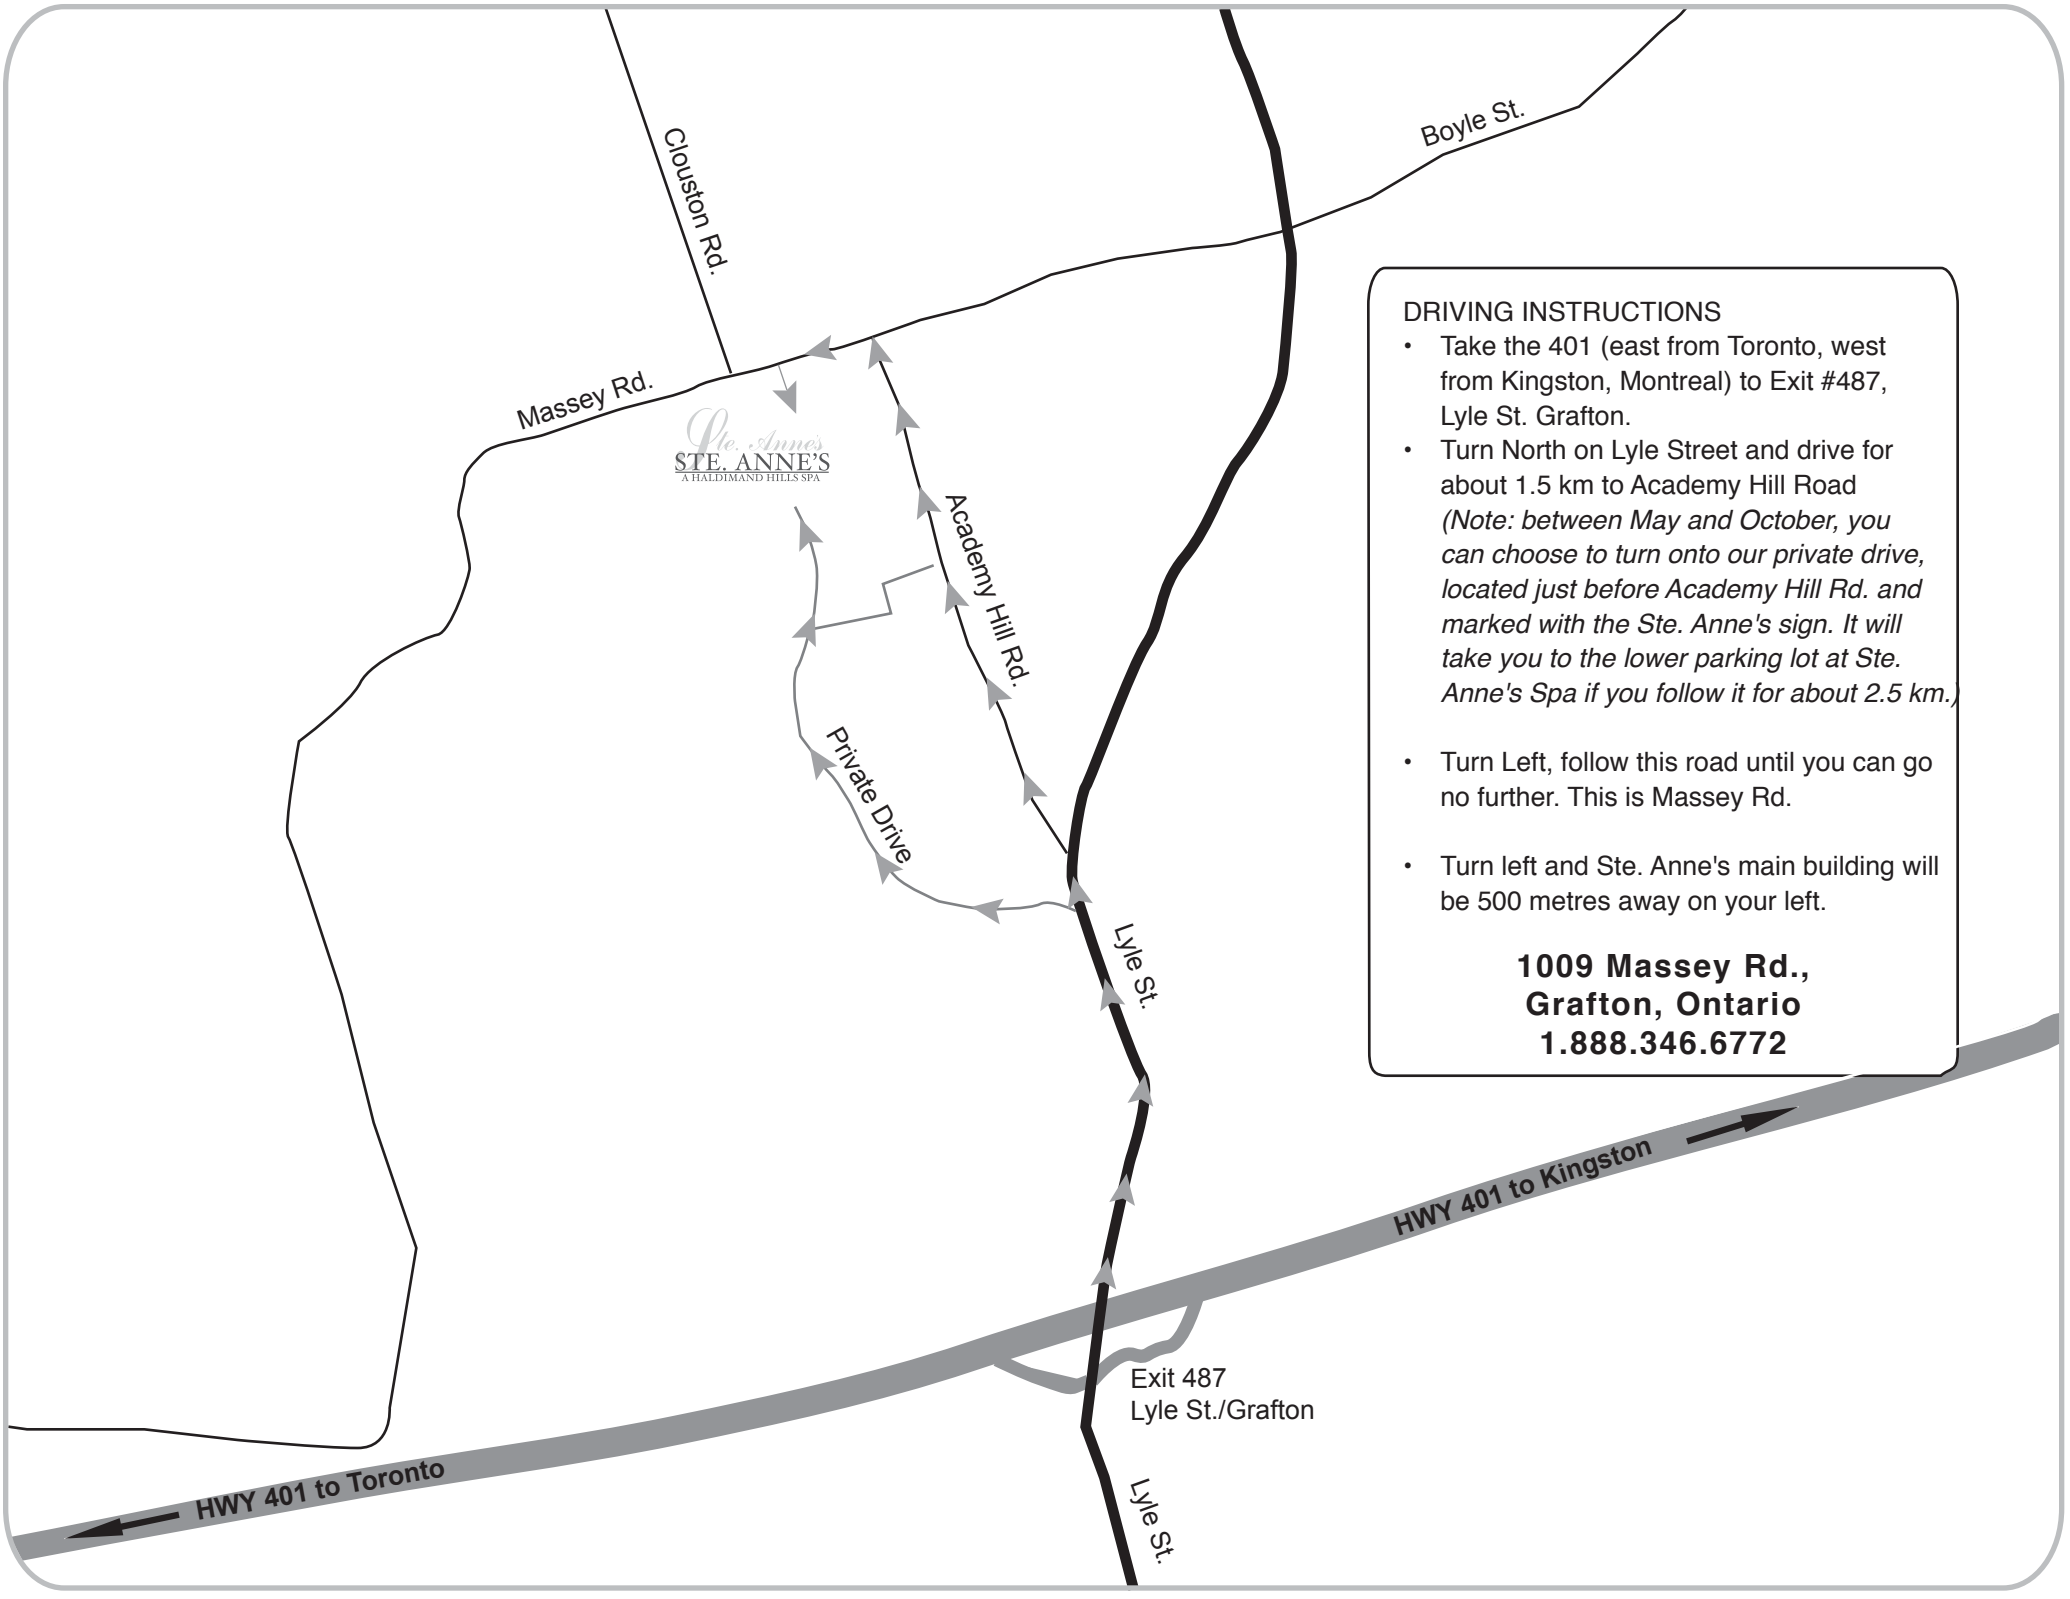 Clouston Rd.
Boyle St.
Massey Rd.
Ste. Anne's
STE. ANNE'S
A HALDIMAND HILLS SPA
Academy Hill Rd.
Private Drive
Lyle St.
DRIVING INSTRUCTIONS
• Take the 401 (east from Toronto, west
from Kingston, Montreal) to Exit #487,
Lyle St. Grafton.
• Turn North on Lyle Street and drive for
about 1.5 km to Academy Hill Road
(Note: between May and October, you
can choose to turn onto our private drive,
located just before Academy Hill Rd. and
marked with the Ste. Anne's sign. It will
take you to the lower parking lot at Ste.
Anne's Spa if you follow it for about 2.5 km.)
• Turn Left, follow this road until you can go
no further. This is Massey Rd.
• Turn left and Ste. Anne's main building will
be 500 metres away on your left.
1009 Massey Rd.,
Grafton, Ontario
1.888.346.6772
HWY 401 to Kingston
Exit 487
Lyle St./Grafton
HWY 401 to Toronto
Lyle St.